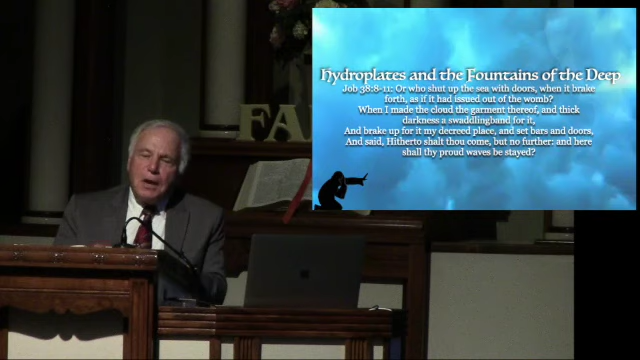 Hydroplates and the Fountains of the Deep
Job 38:8-11: Or who shut up the sea with doors, when it brake
forth, as if it had issued out of the womb?
When I made the cloud the garment thereof, and thick
darkness a swaddlingband for it,
And brake up for it my decreed place, and set bars and doors,
And said, Hitherto shalt thou come, but no further: and here
shall thy proud waves be stayed?
FA